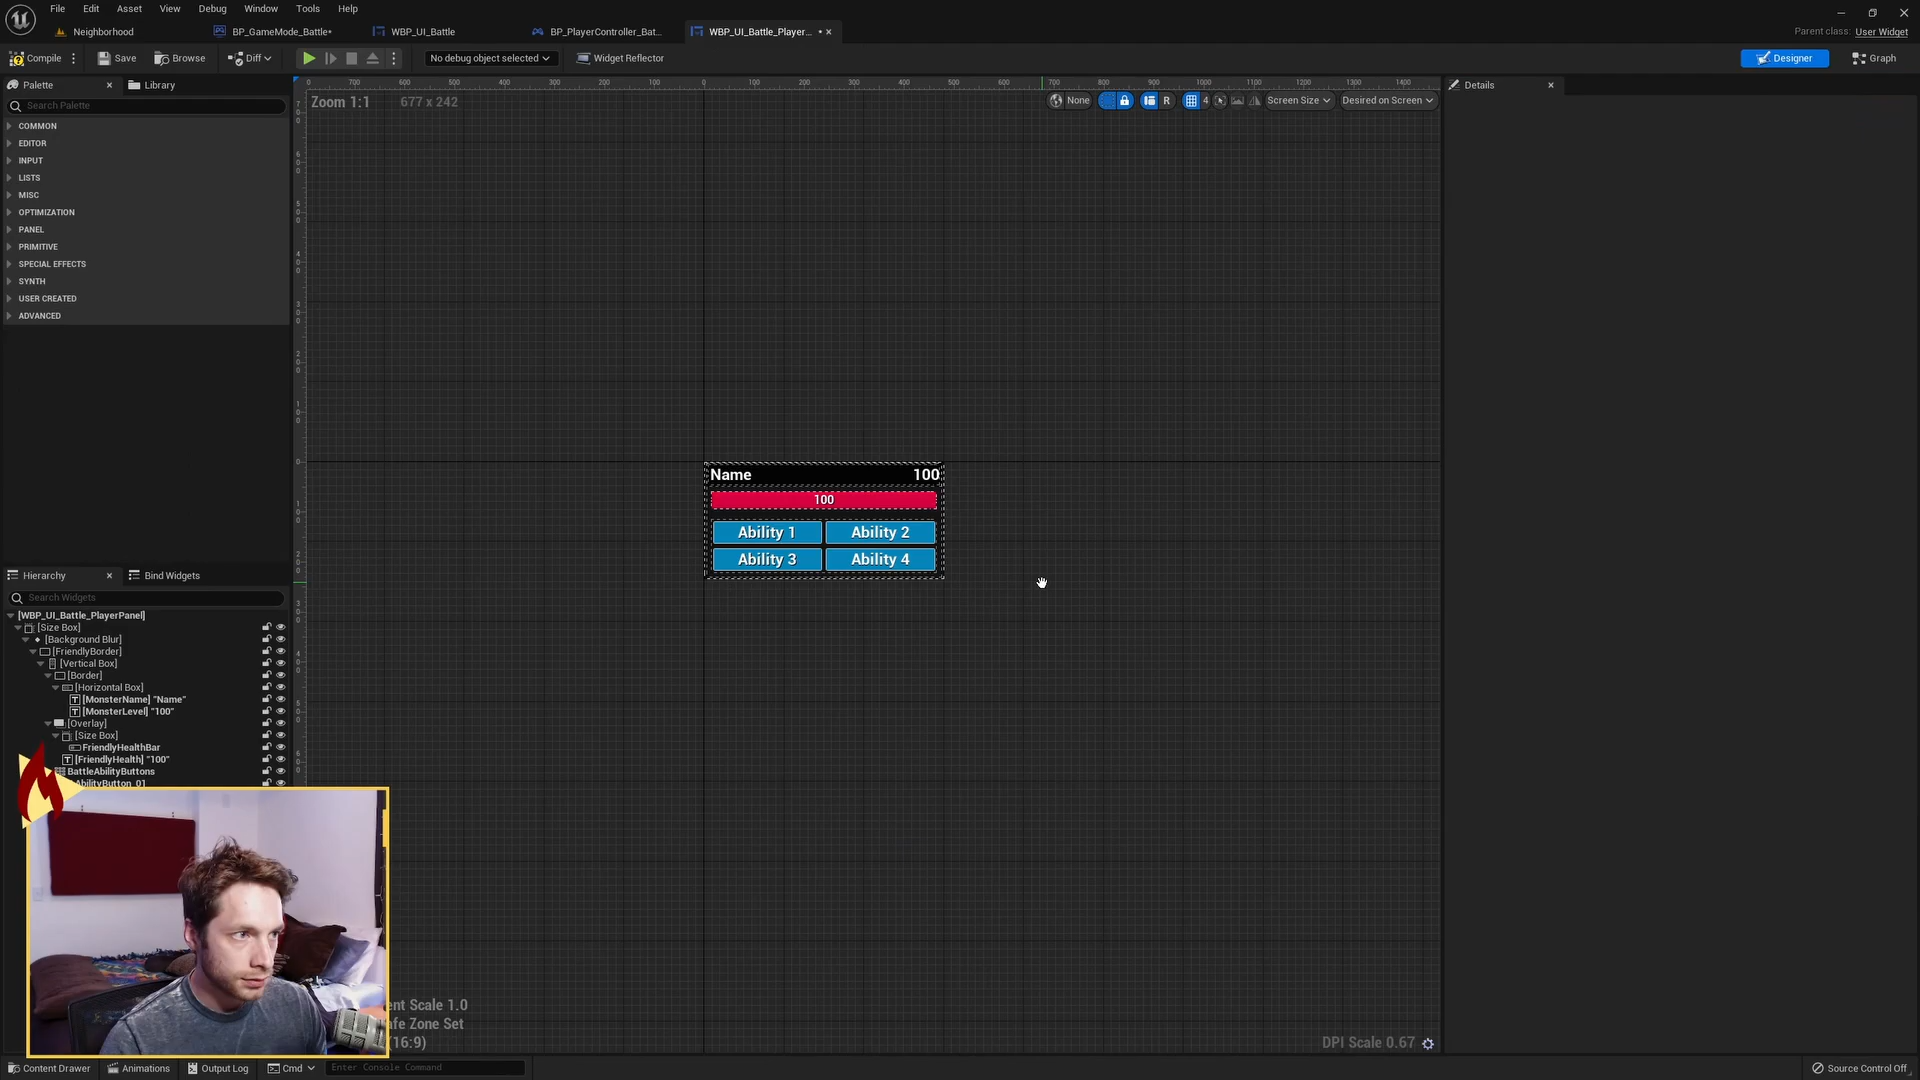 File Edit Asset View Debug Window Tools Help
Neighborhood
BP_GameMode_Battle*
WBP_UI_Battle
BP_PlayerController_Bat...
WBP_UI_Battle_Player...
Parent class: User Widget
Compile Save Browse Diff No debug object selected Widget Reflector Designer Graph
Palette Library
Search Palette
COMMON
EDITOR
INPUT
LISTS
MISC
OPTIMIZATION
PANEL
PRIMITIVE
SPECIAL EFFECTS
SYNTH
USER CREATED
ADVANCED
Zoom 1:1 677 x 242
None R 4 Screen Size Desired on Screen
Details
Name 100
100
Ability 1 Ability 2
Ability 3 Ability 4
Hierarchy Bind Widgets
Search Widgets
[WBP_UI_Battle_PlayerPanel]
[Size Box]
[Background Blur]
[FriendlyBorder]
[Vertical Box]
[Border]
[Horizontal Box]
[MonsterName] "Name"
[MonsterLevel] "100"
[Overlay]
[Size Box]
FriendlyHealthBar
[FriendlyHealth] "100"
BattleAbilityButtons
AbilityButton_01
ent Scale 1.0
afe Zone Set
(16:9)
DPI Scale 0.67
Content Drawer Animations Output Log Cmd Enter Console Command Source Control Off